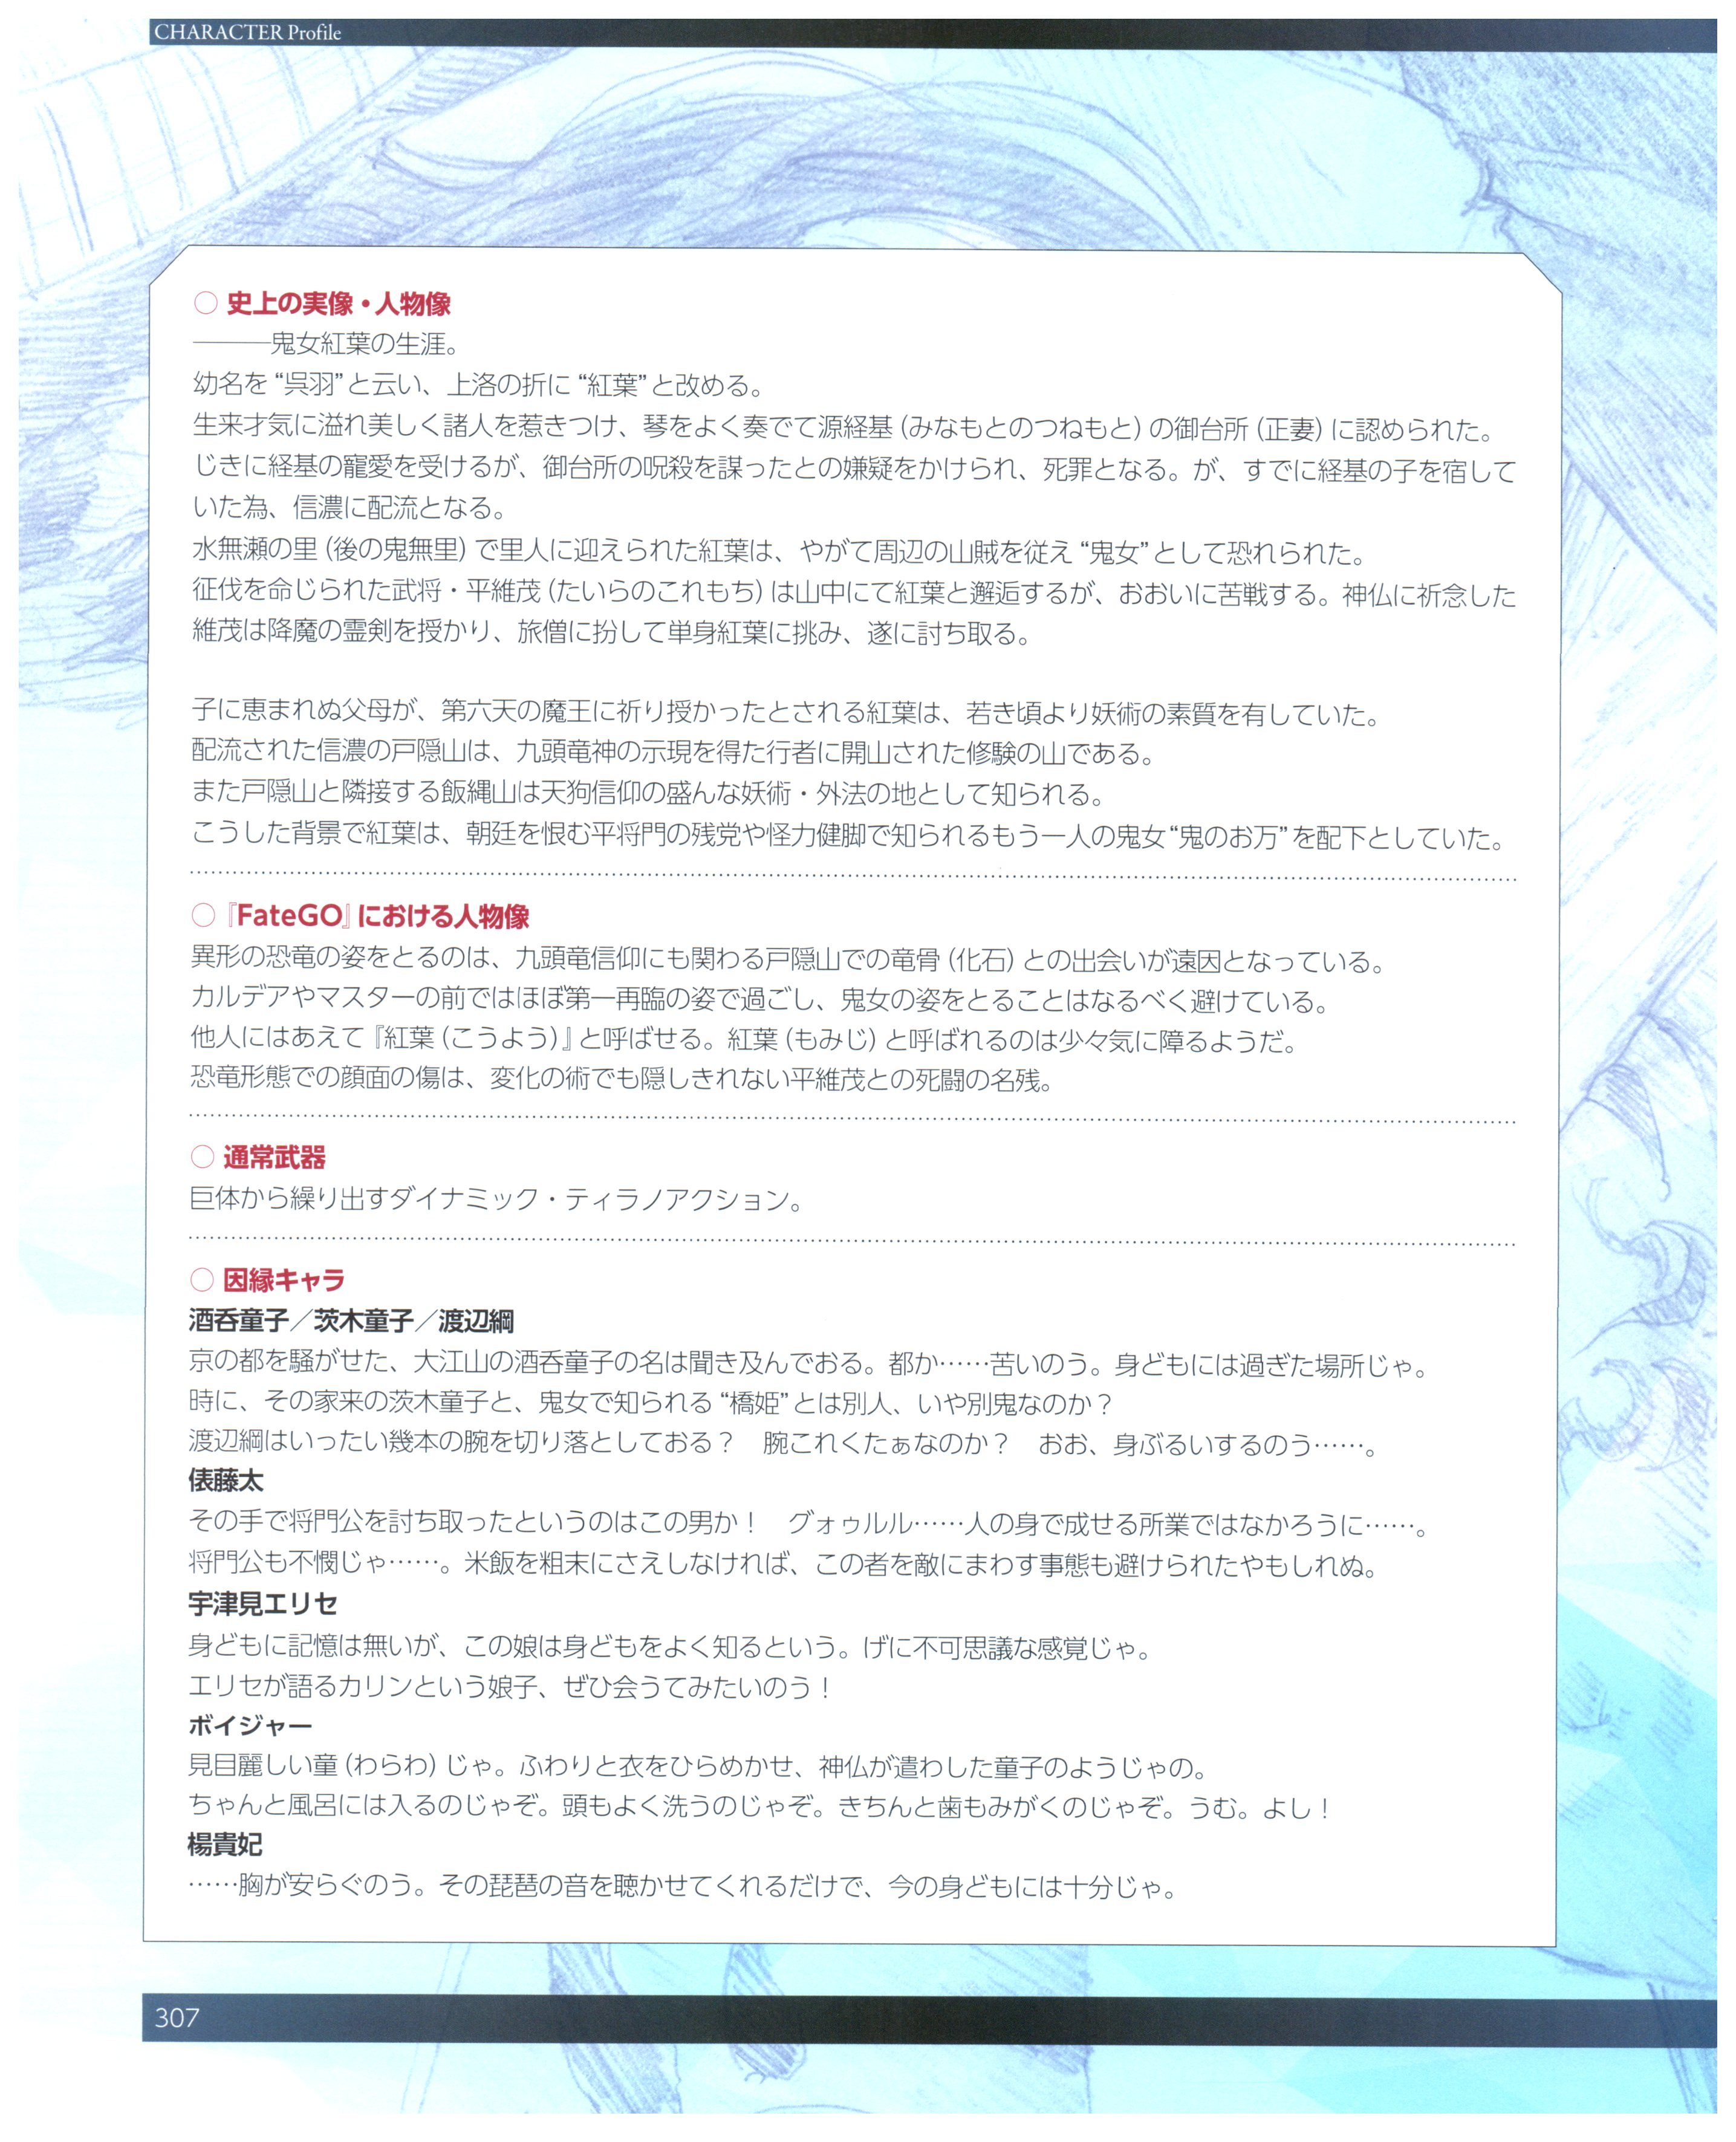 CHARACTER Profile
○ 史上の実像・人物像
———鬼女紅葉の生涯。
幼名を“呉羽”と云い、上洛の折に“紅葉”と改める。
生来才気に溢れ美しく諸人を惹きつけ、琴をよく奏でて源経基(みなもとのつねもと)の御台所(正妻)に認められた。
じきに経基の寵愛を受けるが、御台所の呪殺を謀ったとの嫌疑をかけられ、死罪となる。が、すでに経基の子を宿して
いた為、信濃に配流となる。
水無瀬の里(後の鬼無里)で里人に迎えられた紅葉は、やがて周辺の山賊を従え“鬼女”として恐れられた。
征伐を命じられた武将・平維茂(たいらのこれもち)は山中にて紅葉と邂逅するが、おおいに苦戦する。神仏に祈念した
維茂は降魔の霊剣を授かり、旅僧に扮して単身紅葉に挑み、遂に討ち取る。
子に恵まれぬ父母が、第六天の魔王に祈り授かったとされる紅葉は、若き頃より妖術の素質を有していた。
配流された信濃の戸隠山は、九頭竜神の示現を得た行者に開山された修験の山である。
また戸隠山と隣接する飯縄山は天狗信仰の盛んな妖術・外法の地として知られる。
こうした背景で紅葉は、朝廷を恨む平将門の残党や怪力健脚で知られるもう一人の鬼女“鬼のお万”を配下としていた。
○『FateGO』における人物像
異形の恐竜の姿をとるのは、九頭竜信仰にも関わる戸隠山での竜骨(化石)との出会いが遠因となっている。
カルデアやマスターの前ではほぼ第一再臨の姿で過ごし、鬼女の姿をとることはなるべく避けている。
他人にはあえて『紅葉(こうよう)』と呼ばせる。紅葉(もみじ)と呼ばれるのは少々気に障るようだ。
恐竜形態での顔面の傷は、変化の術でも隠しきれない平維茂との死闘の名残。
○ 通常武器
巨体から繰り出すダイナミック・ティラノアクション。
○ 因縁キャラ
酒呑童子／茨木童子／渡辺綱
京の都を騒がせた、大江山の酒呑童子の名は聞き及んでおる。都か……苦いのう。身どもには過ぎた場所じゃ。
時に、その家来の茨木童子と、鬼女で知られる“橋姫”とは別人、いや別鬼なのか？
渡辺綱はいったい幾本の腕を切り落としておる？　腕これくたぁなのか？　おお、身ぶるいするのう……。
俵藤太
その手で将門公を討ち取ったというのはこの男か！　グォゥルル……人の身で成せる所業ではなかろうに……。
将門公も不憫じゃ……。米飯を粗末にさえしなければ、この者を敵にまわす事態も避けられたやもしれぬ。
宇津見エリセ
身どもに記憶は無いが、この娘は身どもをよく知るという。げに不可思議な感覚じゃ。
エリセが語るカリンという娘子、ぜひ会うてみたいのう！
ボイジャー
見目麗しい童(わらわ)じゃ。ふわりと衣をひらめかせ、神仏が遣わした童子のようじゃの。
ちゃんと風呂には入るのじゃぞ。頭もよく洗うのじゃぞ。きちんと歯もみがくのじゃぞ。うむ。よし！
楊貴妃
……胸が安らぐのう。その琵琶の音を聴かせてくれるだけで、今の身どもには十分じゃ。
307